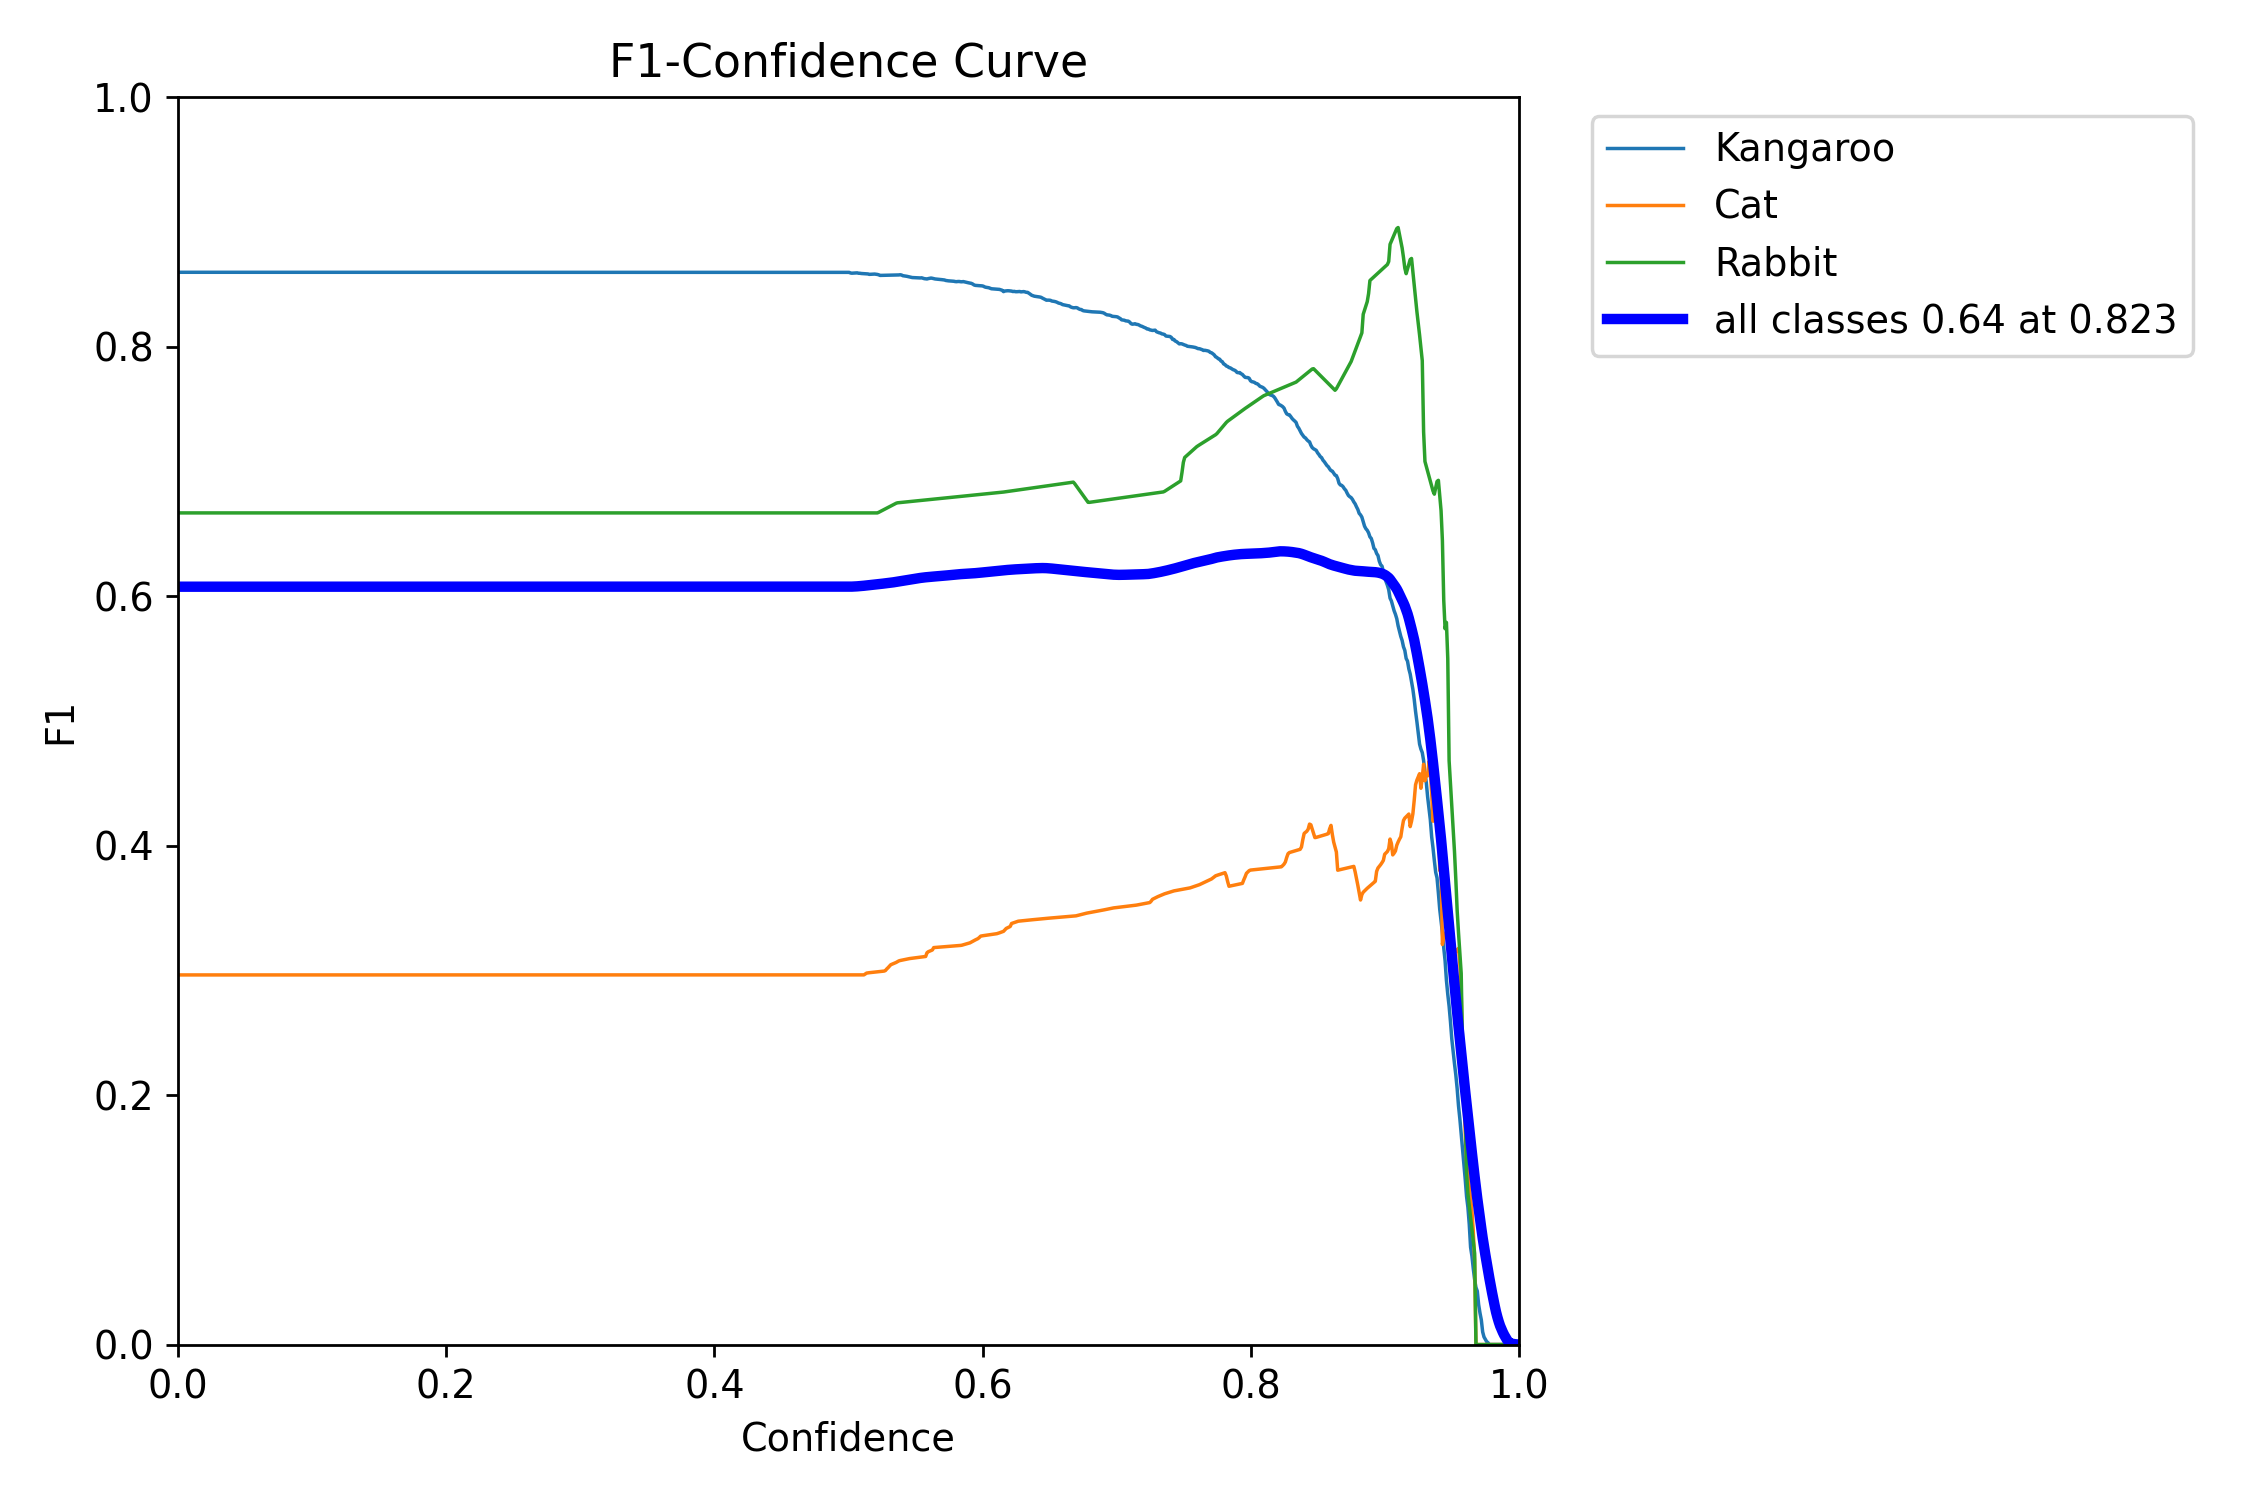 F1-Confidence Curve
1.0
0.8
0.6
0.4
0.2
0.0
F1
0.0 0.2 0.4 0.6 0.8 1.0
Confidence
Kangaroo
Cat
Rabbit
all classes 0.64 at 0.823